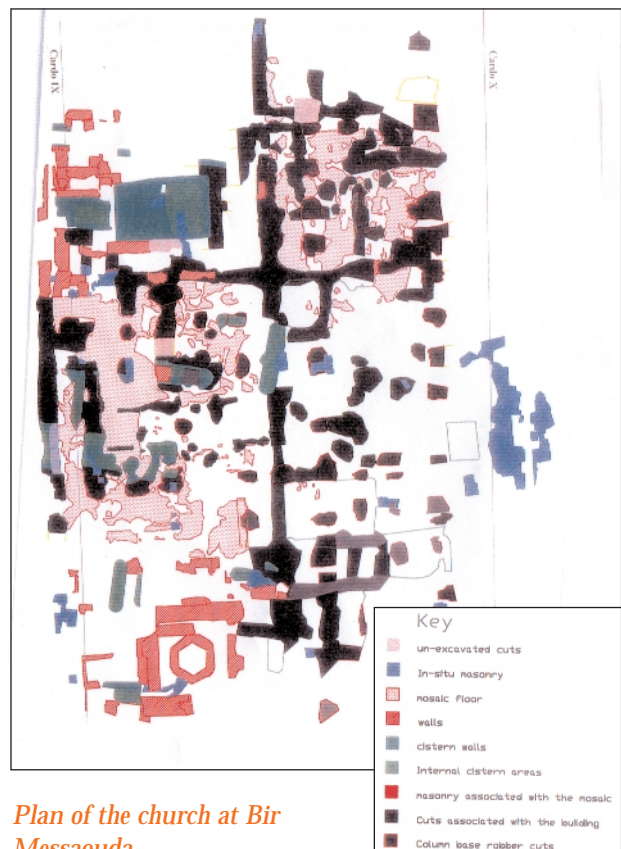 Cardo IX
Cardo X
Key
un-excavated cuts
In-situ masonry
mosaic floor
walls
cistern walls
Internal cistern areas
masonry associated with the mosaic
Cuts associated with the building
Column base robber cuts
Plan of the church at Bir
Messaouda